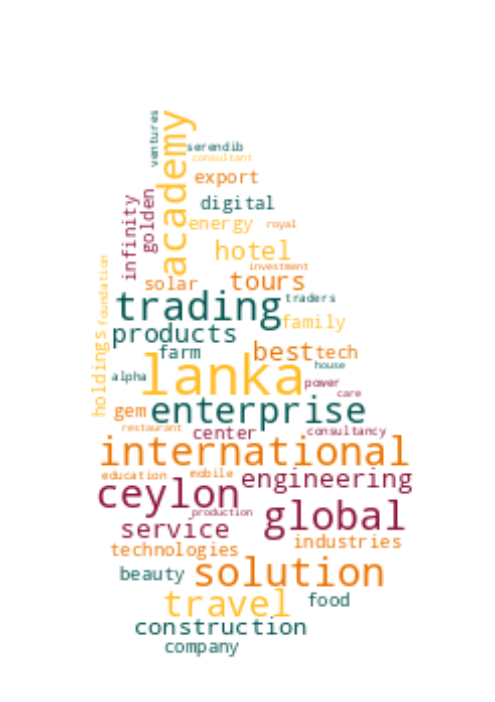 ventures
academy
serendib
consultant
export
infinity
golden
digital
energy
royal
hotel
investment
foundation
solar
tours
trading
traders
products
family
holdings
farm
best
tech
lanka
house
alpha
power
care
gem
enterprise
restaurant
center
consultancy
international
education
mobile
engineering
ceylon
global
production
service
industries
technologies
beauty
solution
travel
food
construction
company